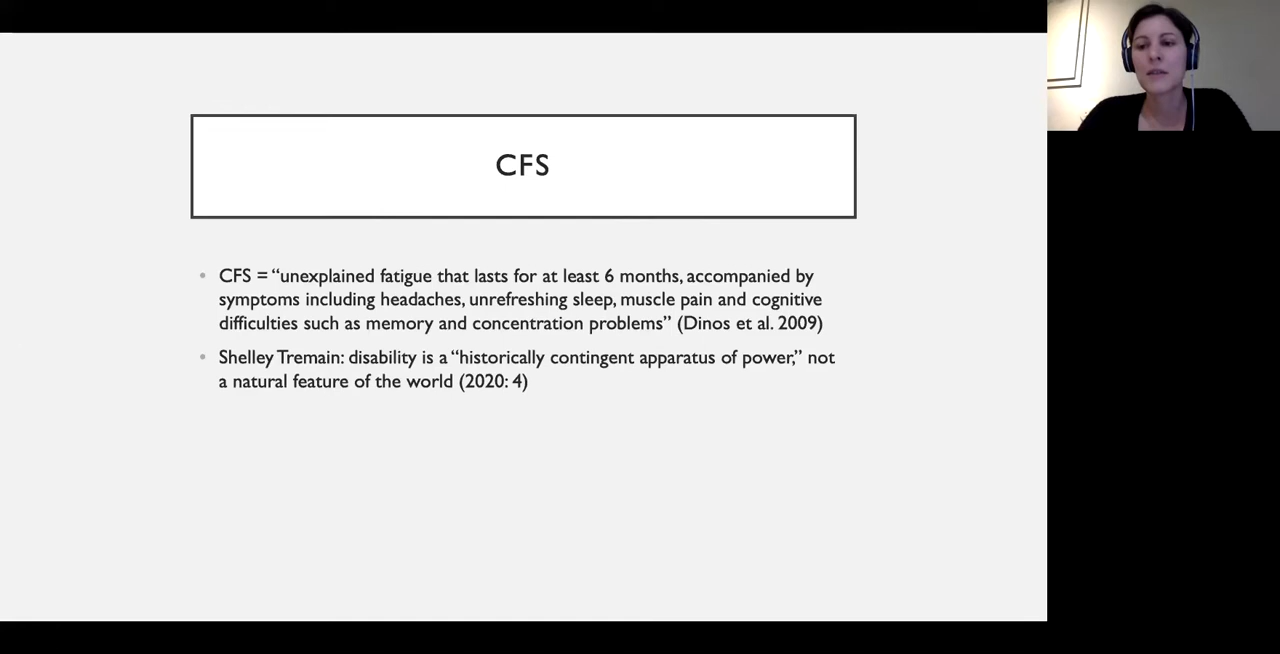 CFS
• CFS = “unexplained fatigue that lasts for at least 6 months, accompanied by
symptoms including headaches, unrefreshing sleep, muscle pain and cognitive
difficulties such as memory and concentration problems” (Dinos et al. 2009)
• Shelley Tremain: disability is a “historically contingent apparatus of power,” not
a natural feature of the world (2020: 4)